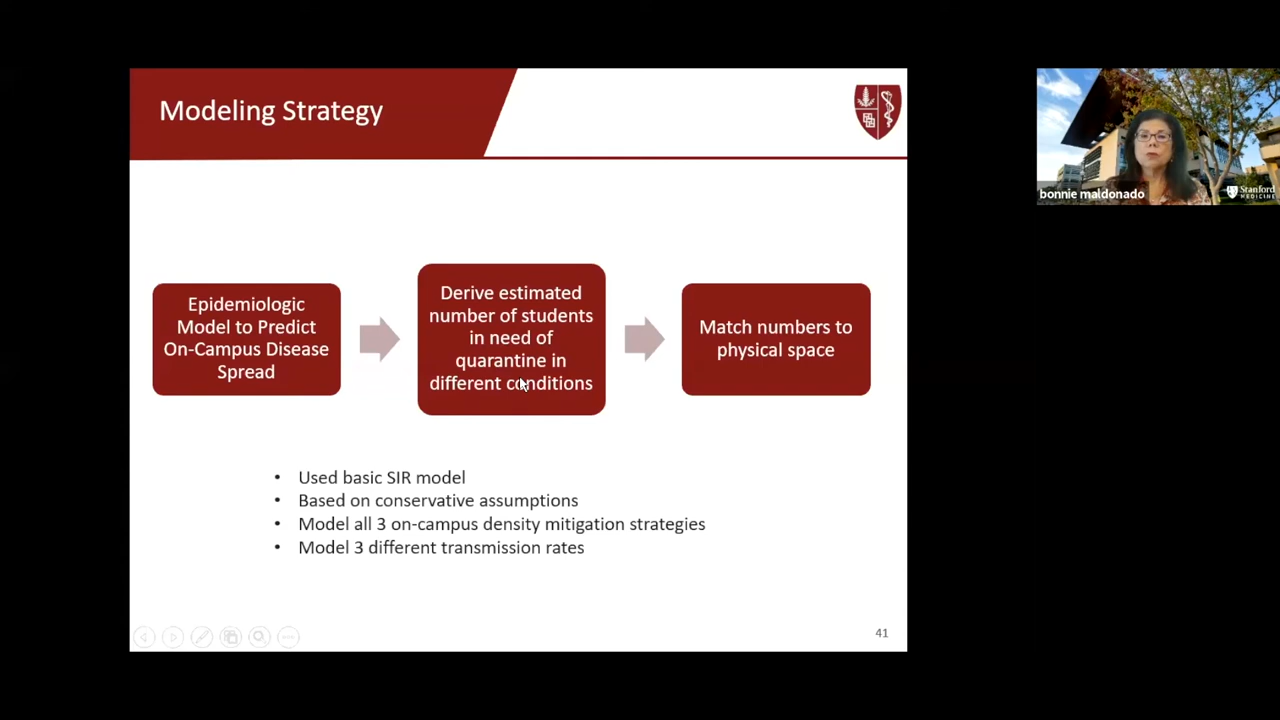 Modeling Strategy
Epidemiologic
Model to Predict
On-Campus Disease
Spread
Derive estimated
number of students
in need of
quarantine in
different conditions
Match numbers to
physical space
• Used basic SIR model
• Based on conservative assumptions
• Model all 3 on-campus density mitigation strategies
• Model 3 different transmission rates
41
bonnie maldonado
Stanford
MEDICINE